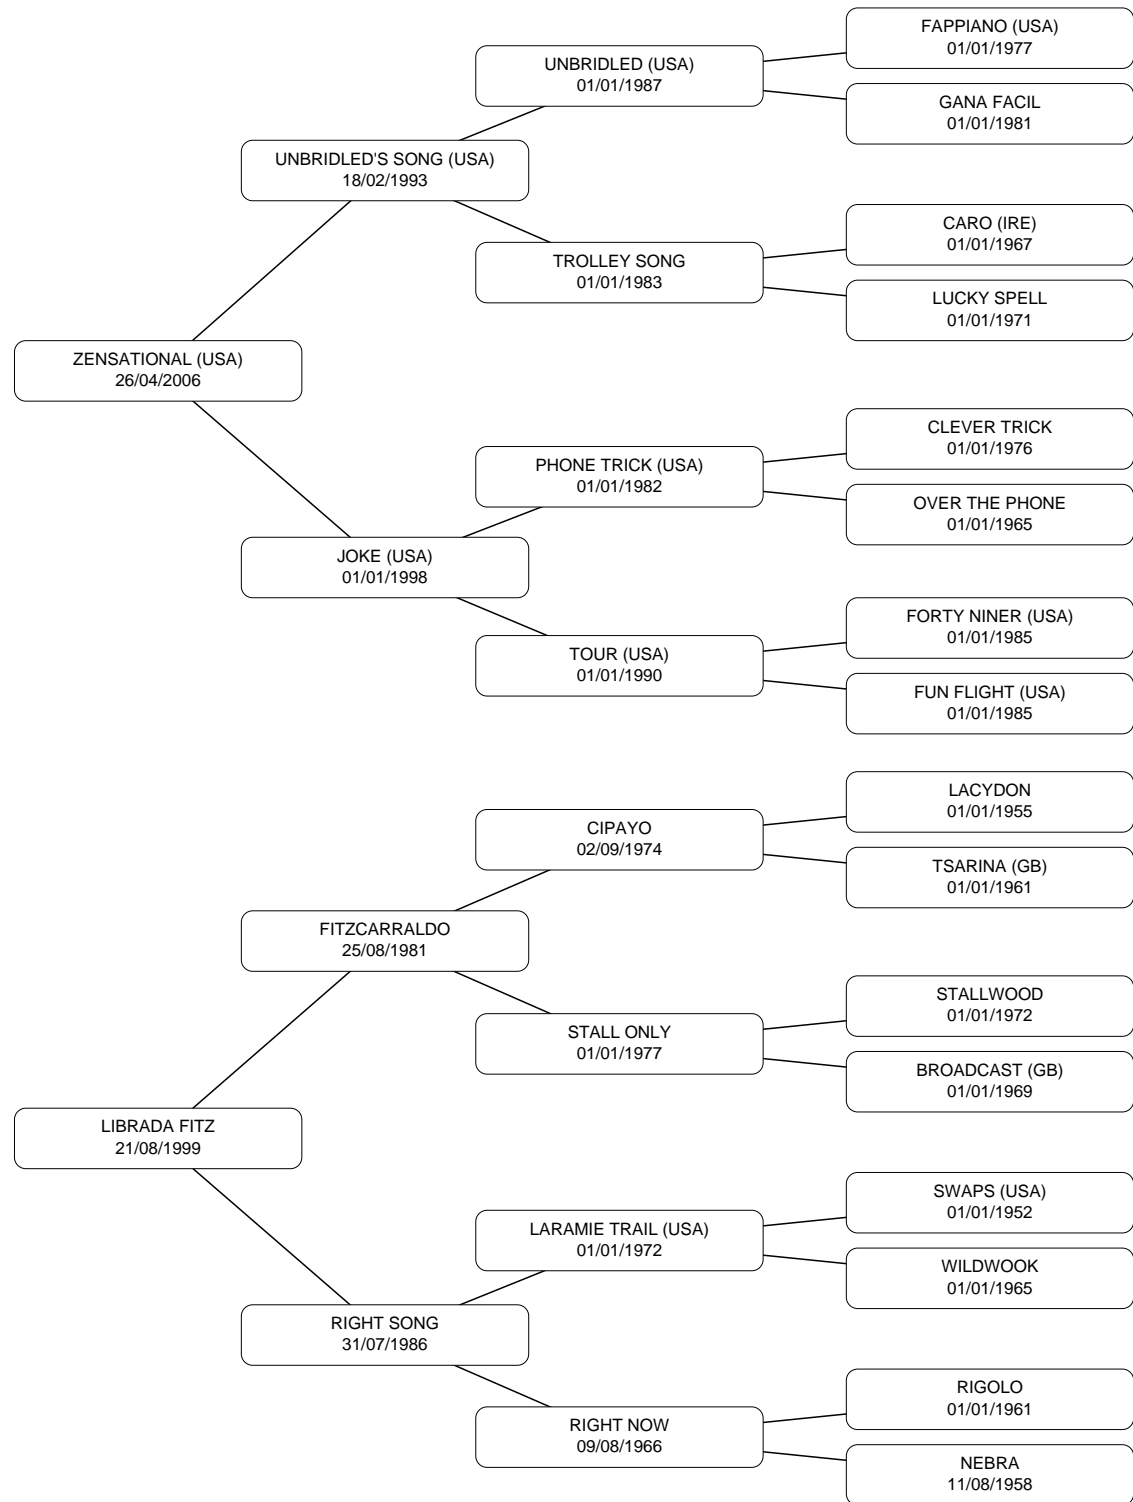 FAPPIANO (USA)
01/01/1977
UNBRIDLED (USA)
01/01/1987
GANA FACIL
01/01/1981
UNBRIDLED'S SONG (USA)
18/02/1993
CARO (IRE)
01/01/1967
TROLLEY SONG
01/01/1983
LUCKY SPELL
01/01/1971
ZENSATIONAL (USA)
26/04/2006
CLEVER TRICK
01/01/1976
PHONE TRICK (USA)
01/01/1982
OVER THE PHONE
01/01/1965
JOKE (USA)
01/01/1998
FORTY NINER (USA)
01/01/1985
TOUR (USA)
01/01/1990
FUN FLIGHT (USA)
01/01/1985
LACYDON
01/01/1955
CIPAYO
02/09/1974
TSARINA (GB)
01/01/1961
FITZCARRALDO
25/08/1981
STALLWOOD
01/01/1972
STALL ONLY
01/01/1977
BROADCAST (GB)
01/01/1969
LIBRADA FITZ
21/08/1999
SWAPS (USA)
01/01/1952
LARAMIE TRAIL (USA)
01/01/1972
WILDWOOK
01/01/1965
RIGHT SONG
31/07/1986
RIGOLO
01/01/1961
RIGHT NOW
09/08/1966
NEBRA
11/08/1958